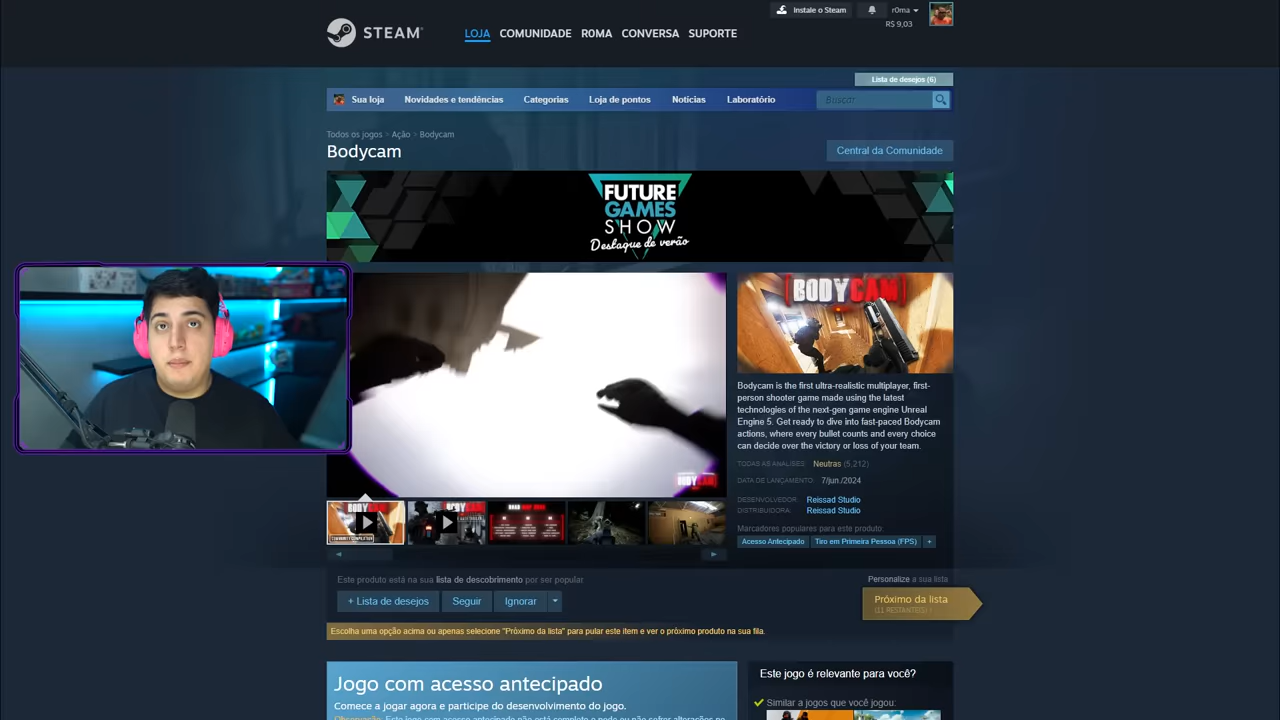 Instale o Steam
r0ma
R$ 9,03
STEAM
LOJA COMUNIDADE R0MA CONVERSA SUPORTE
Lista de desejos (6)
Sua loja Novidades e tendências Categorias Loja de pontos Notícias Laboratório
Buscar
Todos os jogos > Ação > Bodycam
Bodycam
Central da Comunidade
FUTURE
GAMES
SHOW
Destaque de verão
BODYCAM
BODYCAM
Bodycam is the first ultra-realistic multiplayer, first-
person shooter game made using the latest
technologies of the next-gen game engine Unreal
Engine 5. Get ready to dive into fast-paced Bodycam
actions, where every bullet counts and every choice
can decide over the victory or loss of your team.
TODAS AS ANÁLISES: Neutras (5,212)
DATA DE LANÇAMENTO: 7/jun./2024
DESENVOLVEDOR: Reissad Studio
DISTRIBUIDORA: Reissad Studio
Marcadores populares para este produto:
Acesso Antecipado Tiro em Primeira Pessoa (FPS) +
Este produto está na sua lista de descobrimento por ser popular
+ Lista de desejos Seguir Ignorar
Personalize a sua lista
Próximo da lista
(11 RESTANTES)
Escolha uma opção acima ou apenas selecione "Próximo da lista" para pular este item e ver o próximo produto na sua fila.
Jogo com acesso antecipado
Comece a jogar agora e participe do desenvolvimento do jogo.
Este jogo é relevante para você?
Similar a jogos que você jogou: